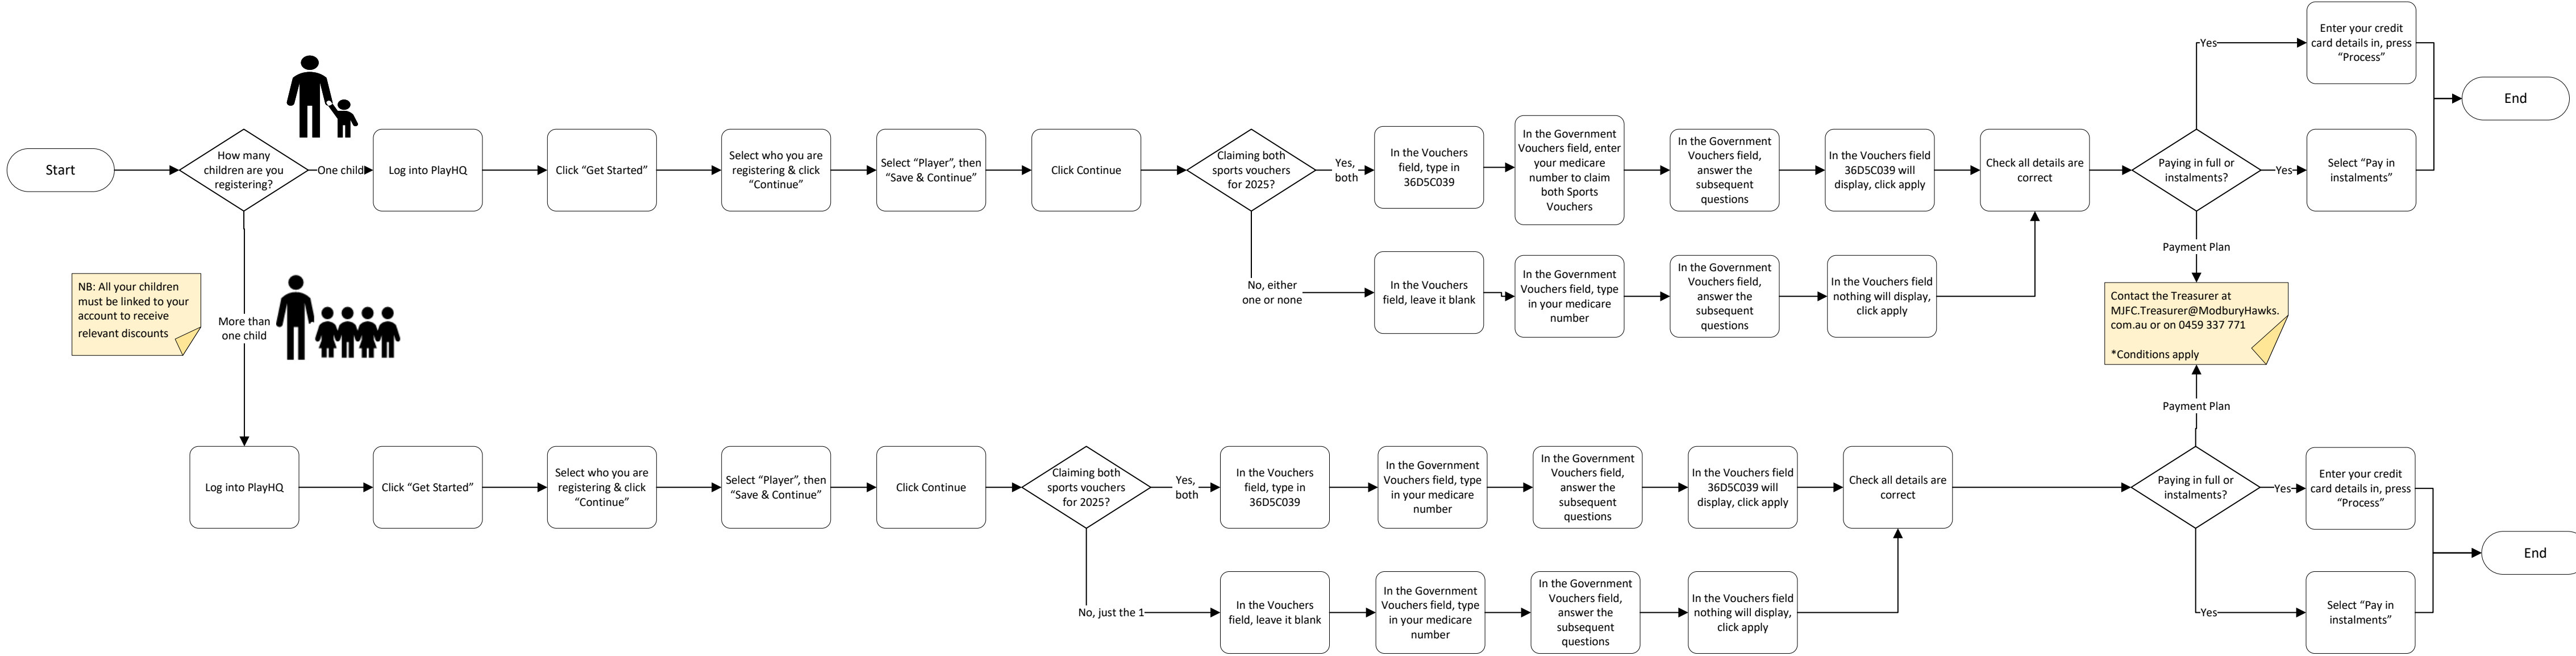 Start
How many
children are you
registering?
One child
Log into PlayHQ
Click “Get Started”
Select who you are
registering & click
“Continue”
Select “Player”, then
“Save & Continue”
Click Continue
Claiming both
sports vouchers
for 2025?
Yes,
both
In the Vouchers
field, type in
36D5C039
In the Government
Vouchers field, enter
your medicare
number to claim
both Sports
Vouchers
In the Government
Vouchers field,
answer the
subsequent
questions
In the Vouchers field
36D5C039 will
display, click apply
Check all details are
correct
Paying in full or
instalments?
Yes
Enter your credit
card details in, press
“Process”
Yes
Select “Pay in
instalments”
End
No, either
one or none
In the Vouchers
field, leave it blank
In the Government
Vouchers field, type
in your medicare
number
In the Government
Vouchers field,
answer the
subsequent
questions
In the Vouchers field
nothing will display,
click apply
Payment Plan
Contact the Treasurer at
MJFC.Treasurer@ModburyHawks.
com.au or on 0459 337 771
*Conditions apply
NB: All your children
must be linked to your
account to receive
relevant discounts
More than
one child
Log into PlayHQ
Click “Get Started”
Select who you are
registering & click
“Continue”
Select “Player”, then
“Save & Continue”
Click Continue
Claiming both
sports vouchers
for 2025?
Yes,
both
In the Vouchers
field, type in
36D5C039
In the Government
Vouchers field, type
in your medicare
number
In the Government
Vouchers field,
answer the
subsequent
questions
In the Vouchers field
36D5C039 will
display, click apply
Check all details are
correct
Payment Plan
Paying in full or
instalments?
Yes
Enter your credit
card details in, press
“Process”
Yes
Select “Pay in
instalments”
End
No, just the 1
In the Vouchers
field, leave it blank
In the Government
Vouchers field, type
in your medicare
number
In the Government
Vouchers field,
answer the
subsequent
questions
In the Vouchers field
nothing will display,
click apply